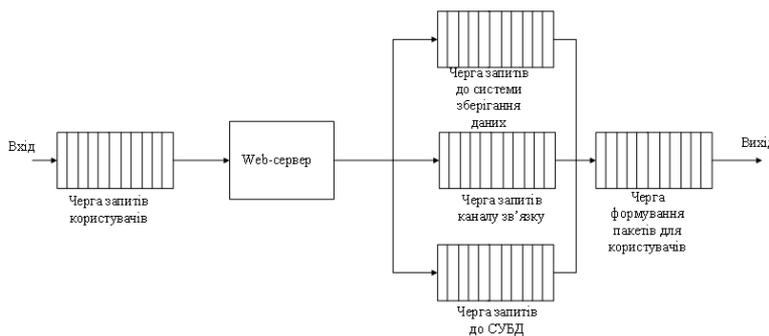 Вхід
Черга запитів
користувачів
Web-сервер
Черга запитів
до системи
зберігання
даних
Черга запитів
каналу зв’язку
Черга запитів
до СУБД
Черга
формування
пакетів для
користувачів
Вихід